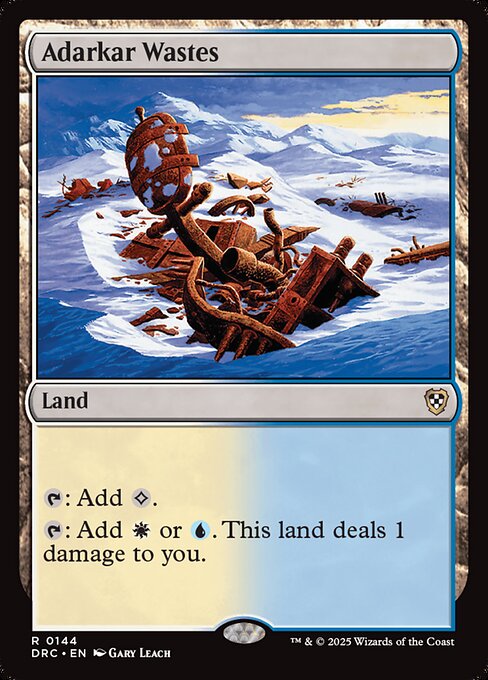 Adarkar Wastes
Land
: Add .
: Add or . This land deals 1
damage to you.
R 0144
DRC • EN Gary Leach
™ & © 2025 Wizards of the Coast